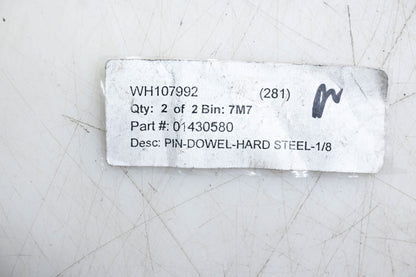 WH107992 (281)
Qty: 2 of 2 Bin: 7M7
Part #: 01430580
Desc: PIN-DOWEL-HARD STEEL-1/8